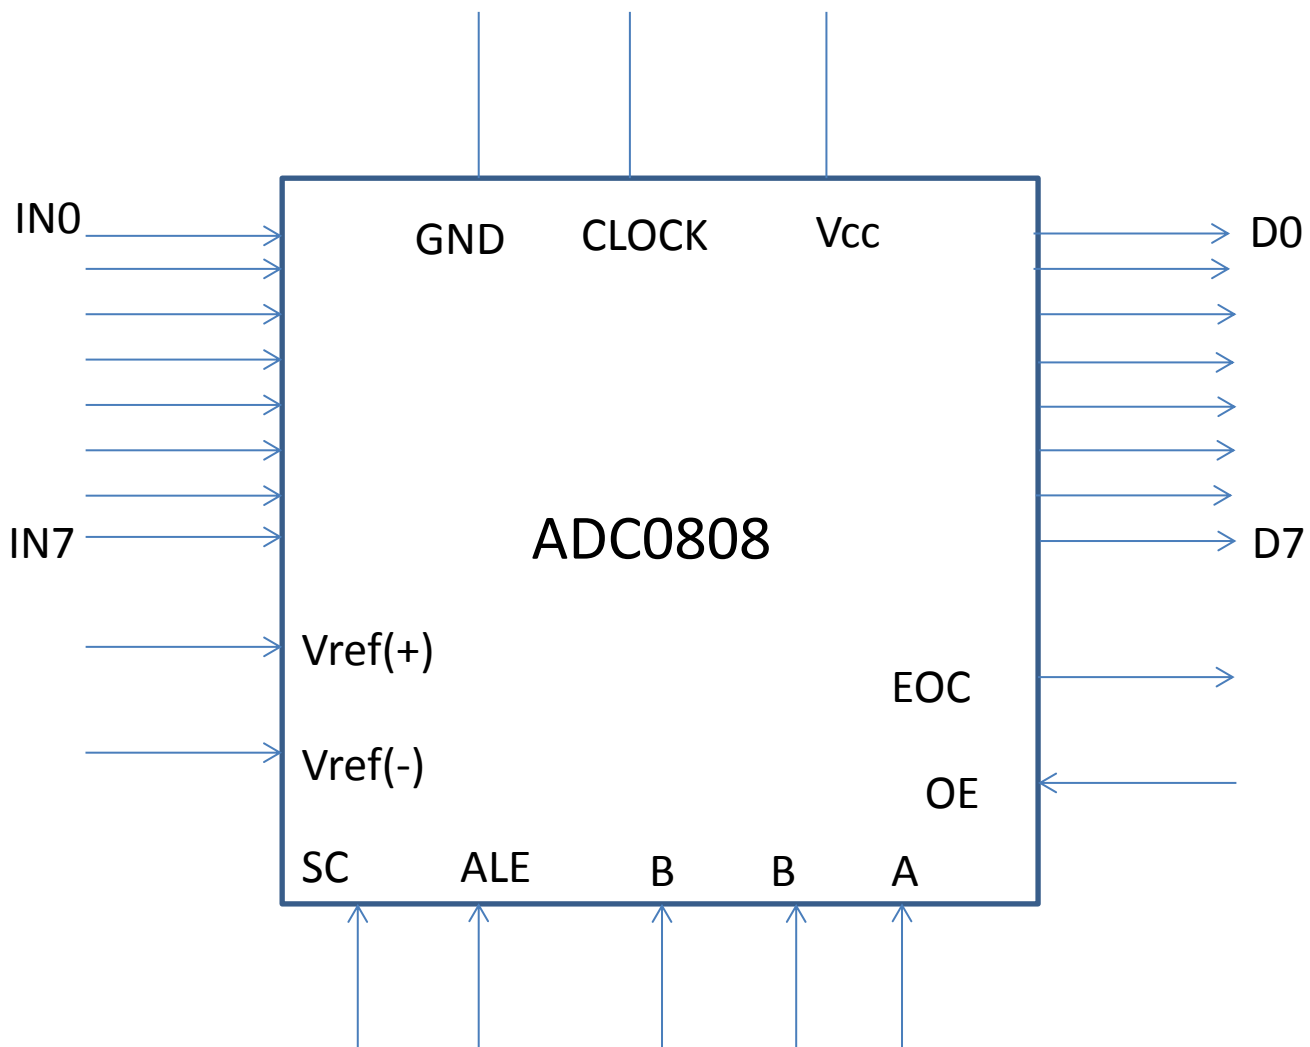 IN0
GND
CLOCK
Vcc
D0
IN7
ADC0808
D7
Vref(+)
EOC
Vref(-)
OE
SC
ALE
B
B
A